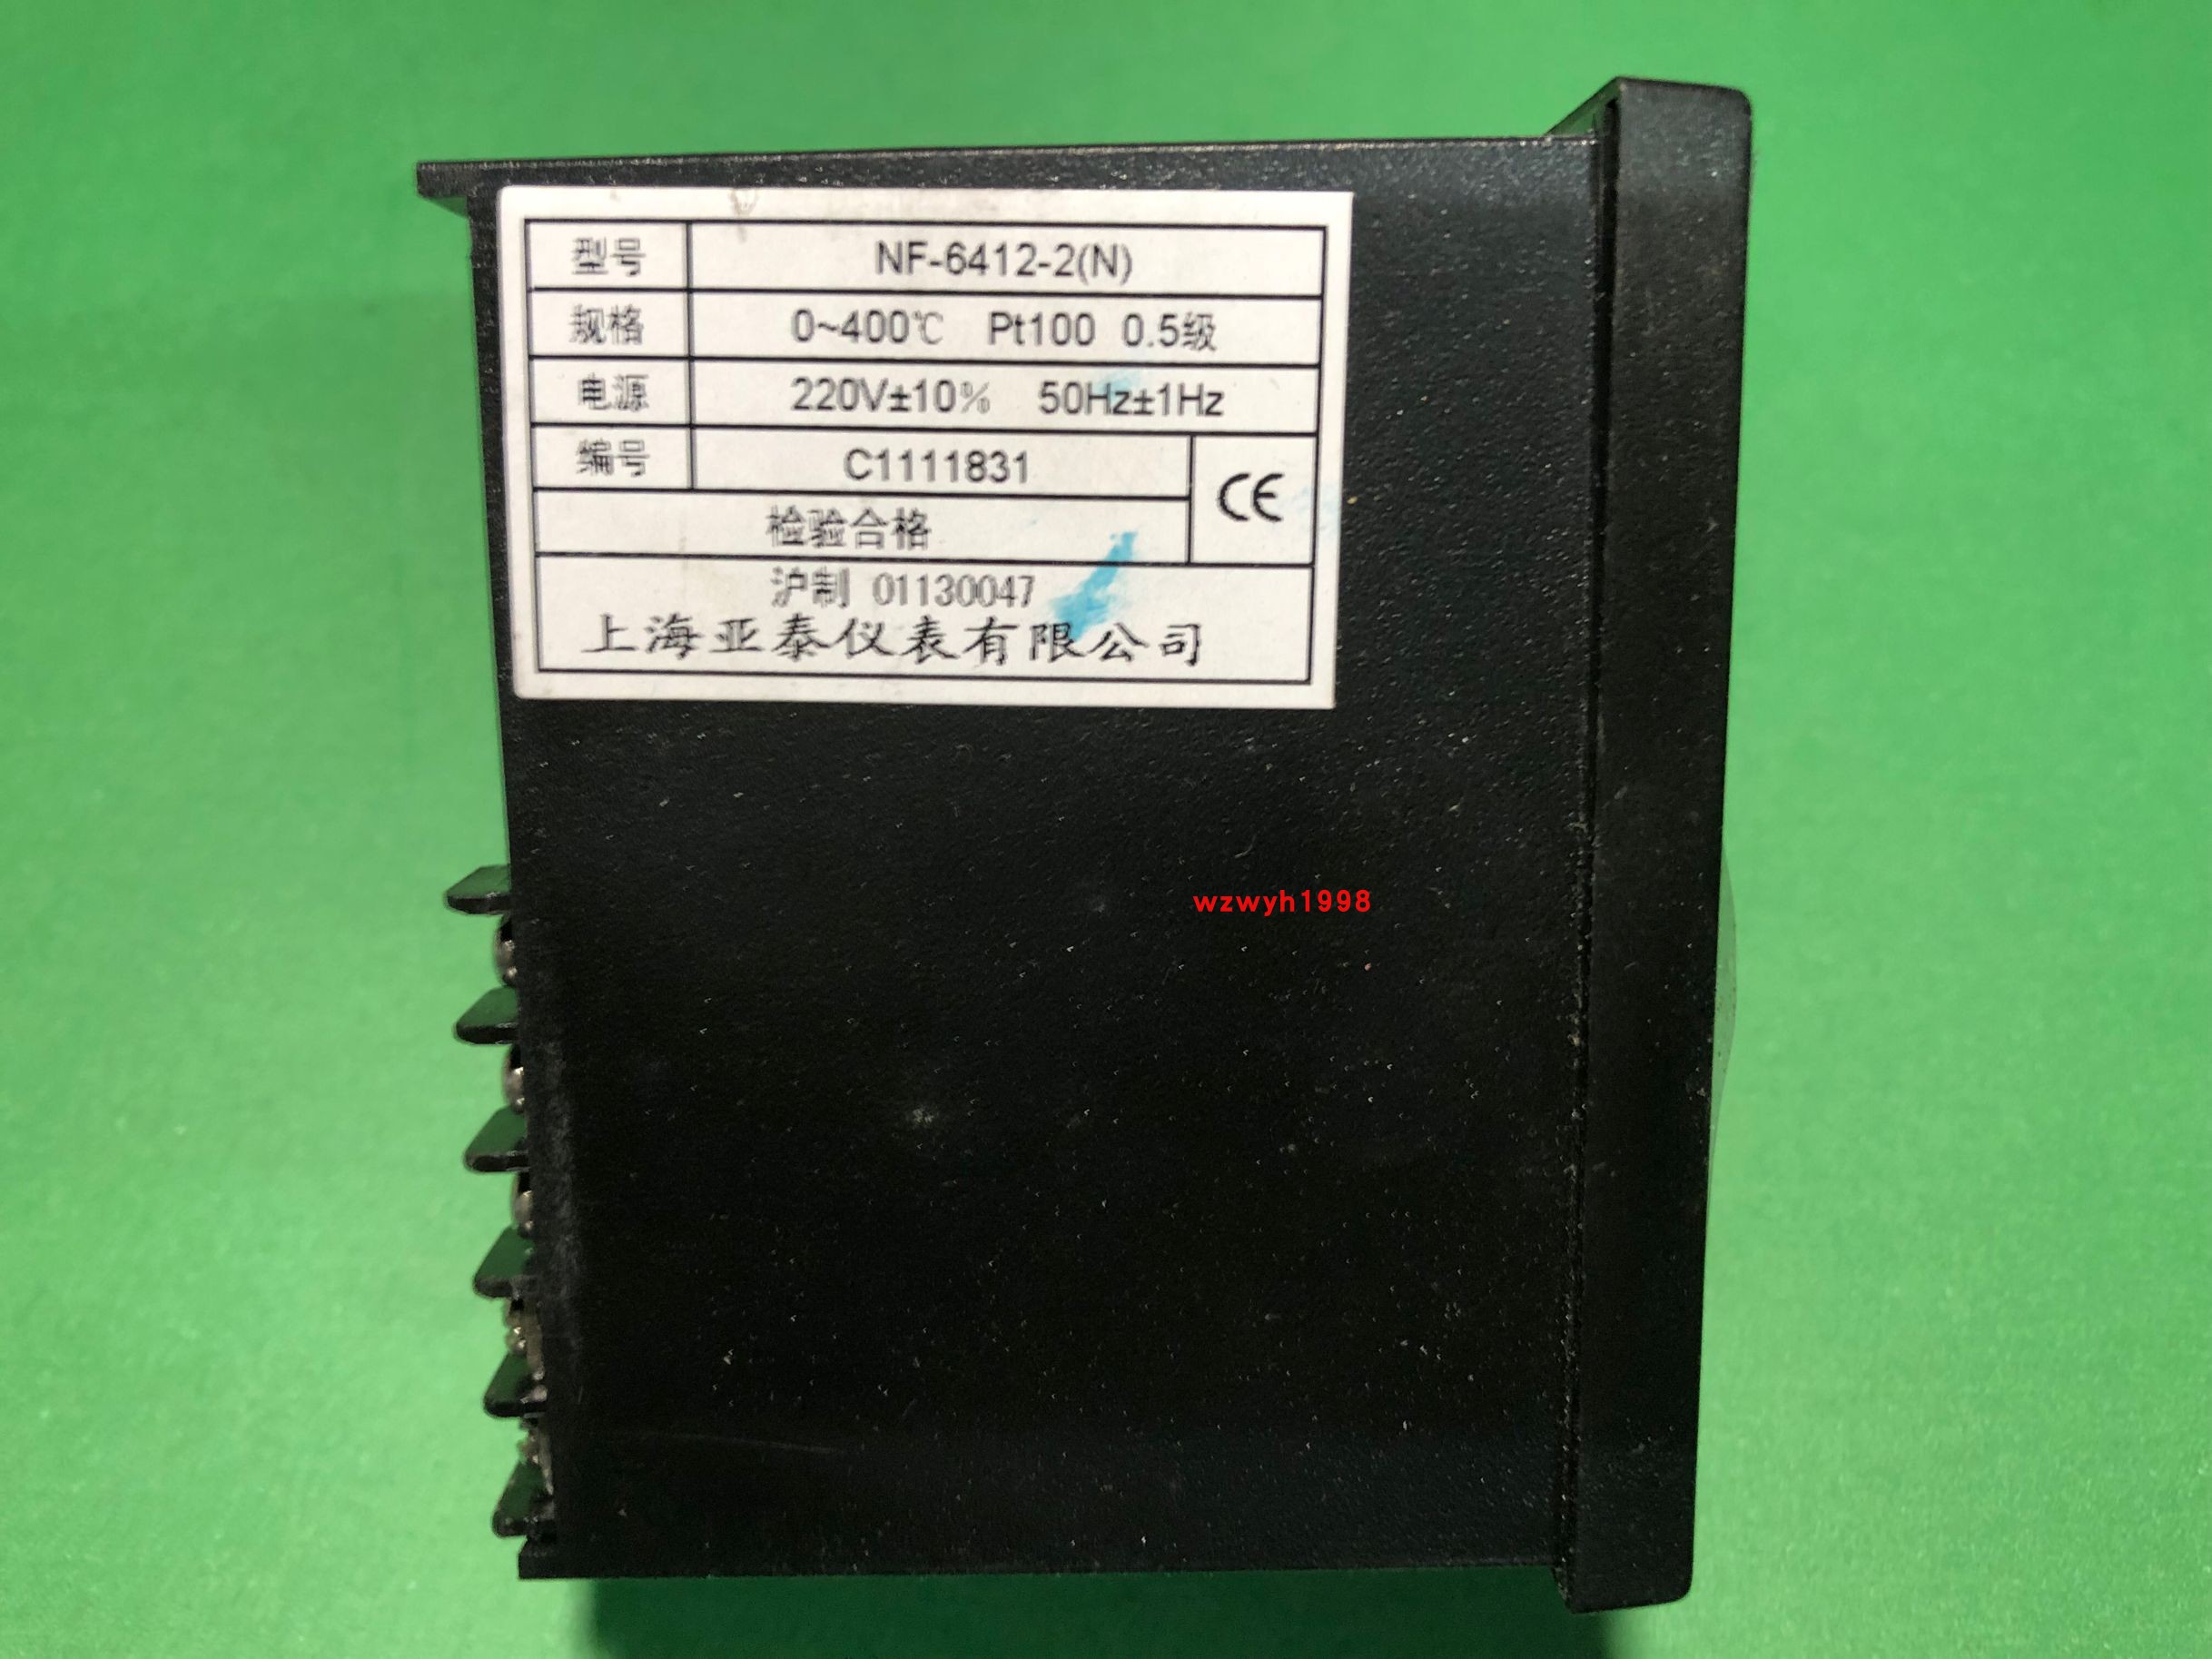 型号 NF-6412-2(N)
规格 0~400℃ Pt100 0.5级
电源 220V±10% 50Hz±1Hz
编号 C1111831
CE
检验合格
沪制 01130047
上海亚泰仪表有限公司
wzwyh1998